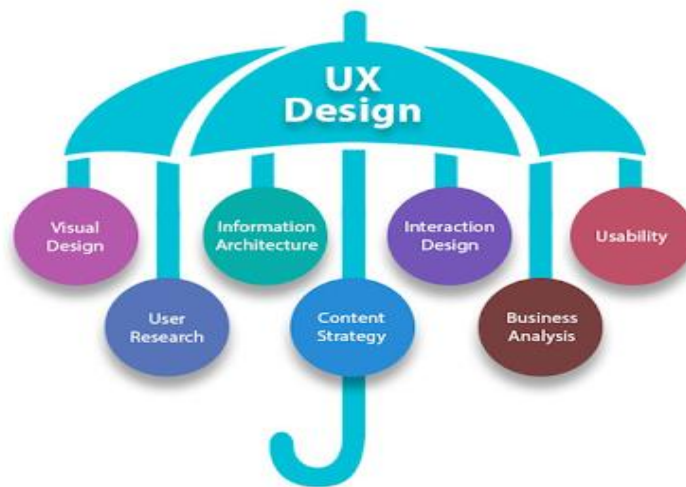 UX
Design
Visual
Design
Information
Architecture
Interaction
Design
Usability
User
Research
Content
Strategy
Business
Analysis